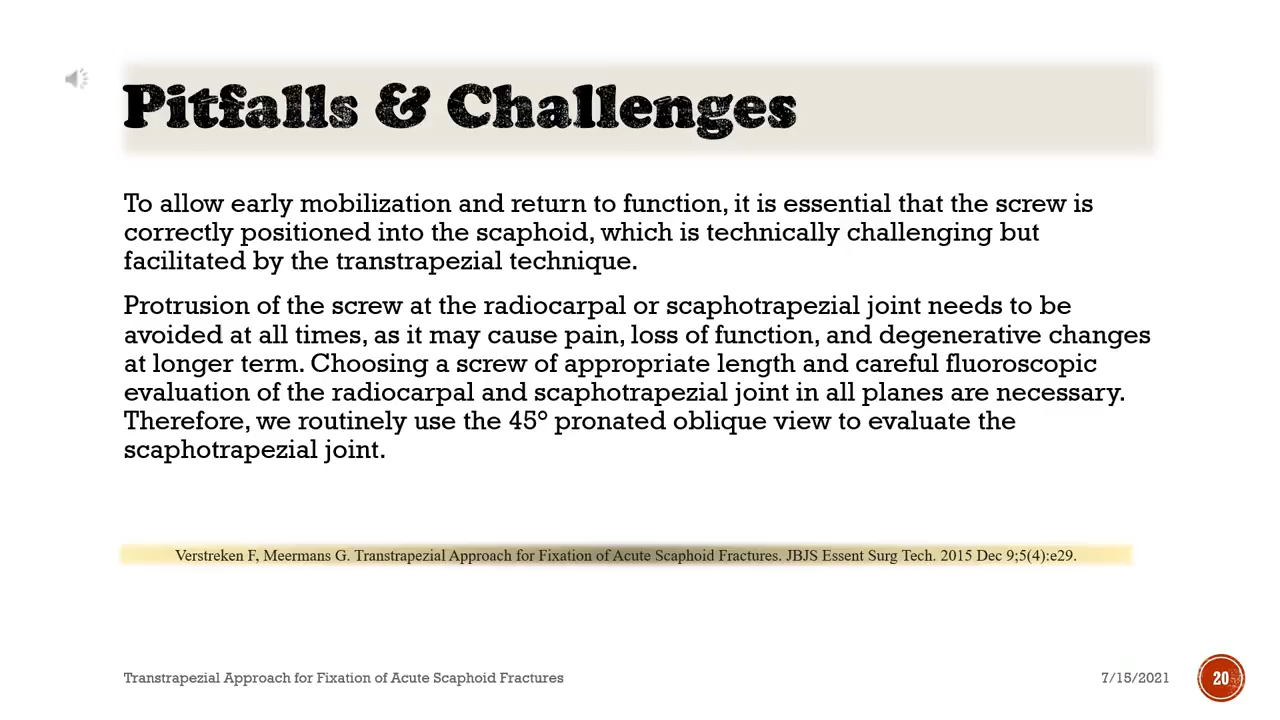 Pitfalls & Challenges
To allow early mobilization and return to function, it is essential that the screw is
correctly positioned into the scaphoid, which is technically challenging but
facilitated by the transtrapezial technique.
Protrusion of the screw at the radiocarpal or scaphotrapezial joint needs to be
avoided at all times, as it may cause pain, loss of function, and degenerative changes
at longer term. Choosing a screw of appropriate length and careful fluoroscopic
evaluation of the radiocarpal and scaphotrapezial joint in all planes are necessary.
Therefore, we routinely use the 45° pronated oblique view to evaluate the
scaphotrapezial joint.
Verstreken F, Meermans G. Transtrapezial Approach for Fixation of Acute Scaphoid Fractures. JBJS Essent Surg Tech. 2015 Dec 9;5(4):e29.
Transtrapezial Approach for Fixation of Acute Scaphoid Fractures
7/15/2021
20